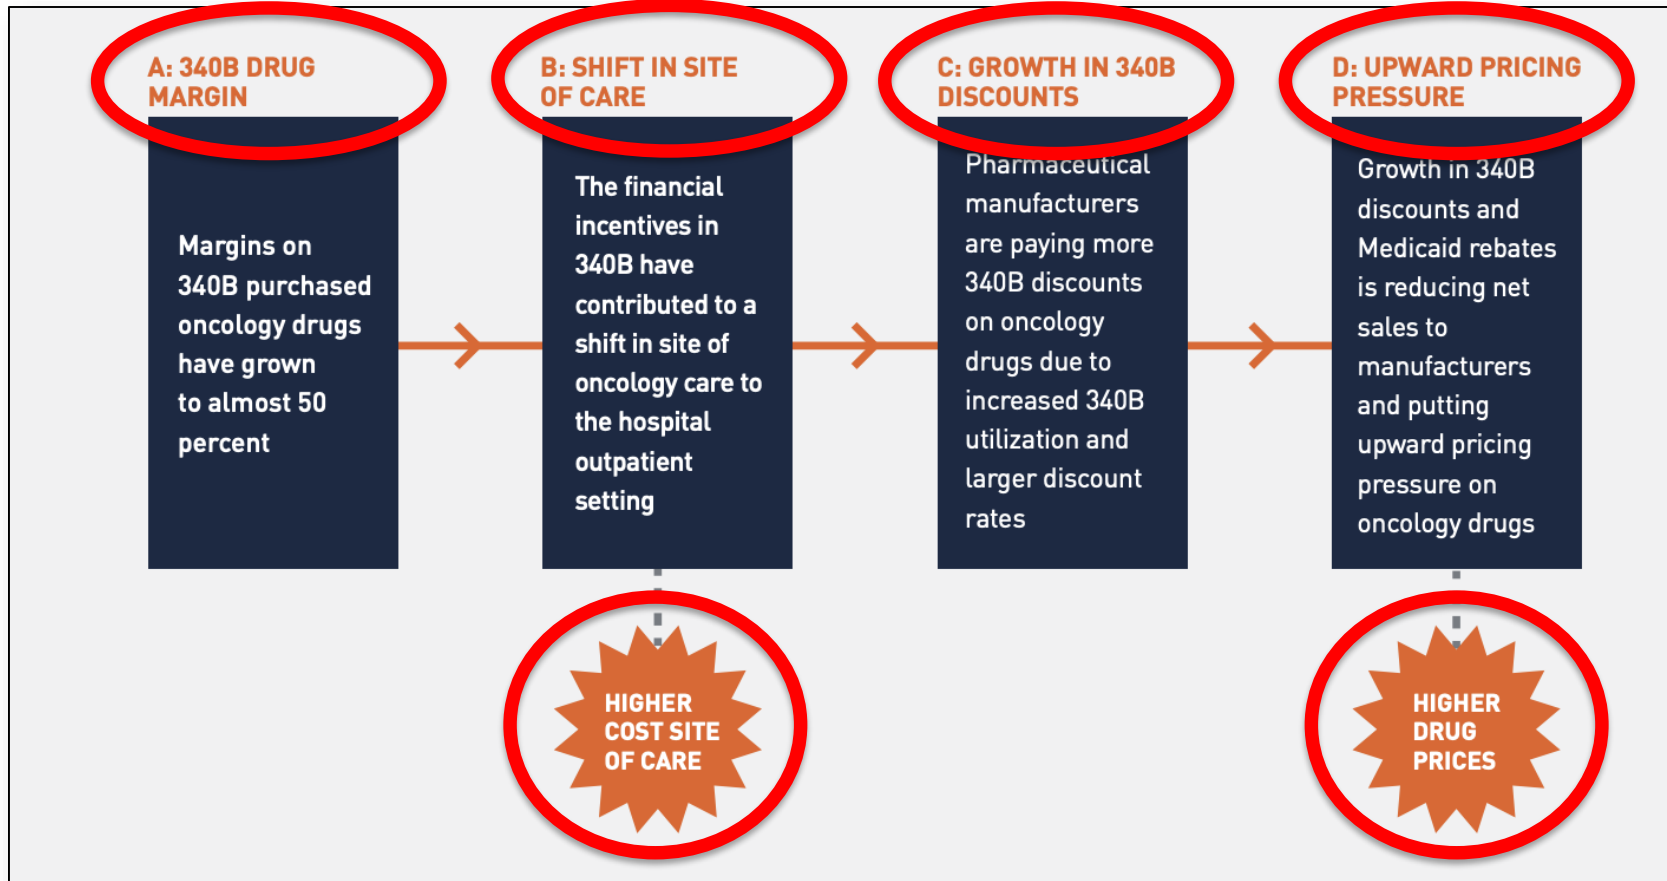 A: 340B DRUG
MARGIN
Margins on
340B purchased
oncology drugs
have grown
to almost 50
percent
B: SHIFT IN SITE
OF CARE
The financial
incentives in
340B have
contributed to a
shift in site of
oncology care to
the hospital
outpatient
setting
HIGHER
COST SITE
OF CARE
C: GROWTH IN 340B
DISCOUNTS
Pharmaceutical
manufacturers
are paying more
340B discounts
on oncology
drugs due to
increased 340B
utilization and
larger discount
rates
D: UPWARD PRICING
PRESSURE
Growth in 340B
discounts and
Medicaid rebates
is reducing net
sales to
manufacturers
and putting
upward pricing
pressure on
oncology drugs
HIGHER
DRUG
PRICES